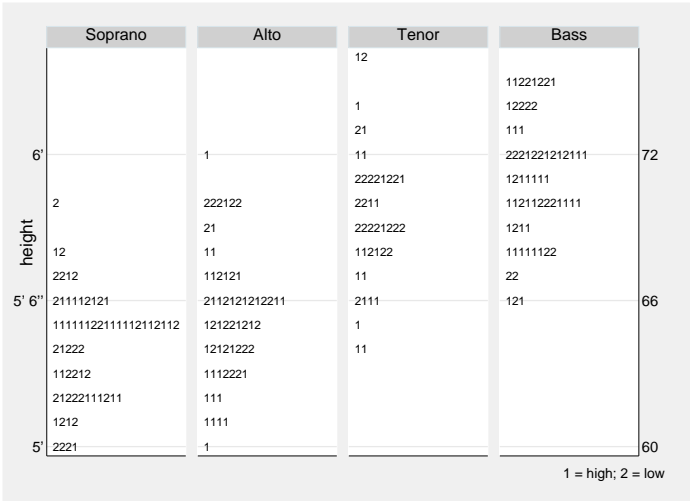 Soprano Alto Tenor Bass
12
11221221
1 12222
21 111
6' 1 11 2221221212111 72
22221221 1211111
2 222122 2211 112112221111
21 22221222 1211
height
12 11 112122 11111122
2212 112121 11 22
5' 6'' 211112121 2112121212211 2111 121 66
11111122111112112112 121221212 1
21222 12121222 11
112212 1112221
21222111211 111
1212 1111
5' 2221 1 60
1 = high; 2 = low